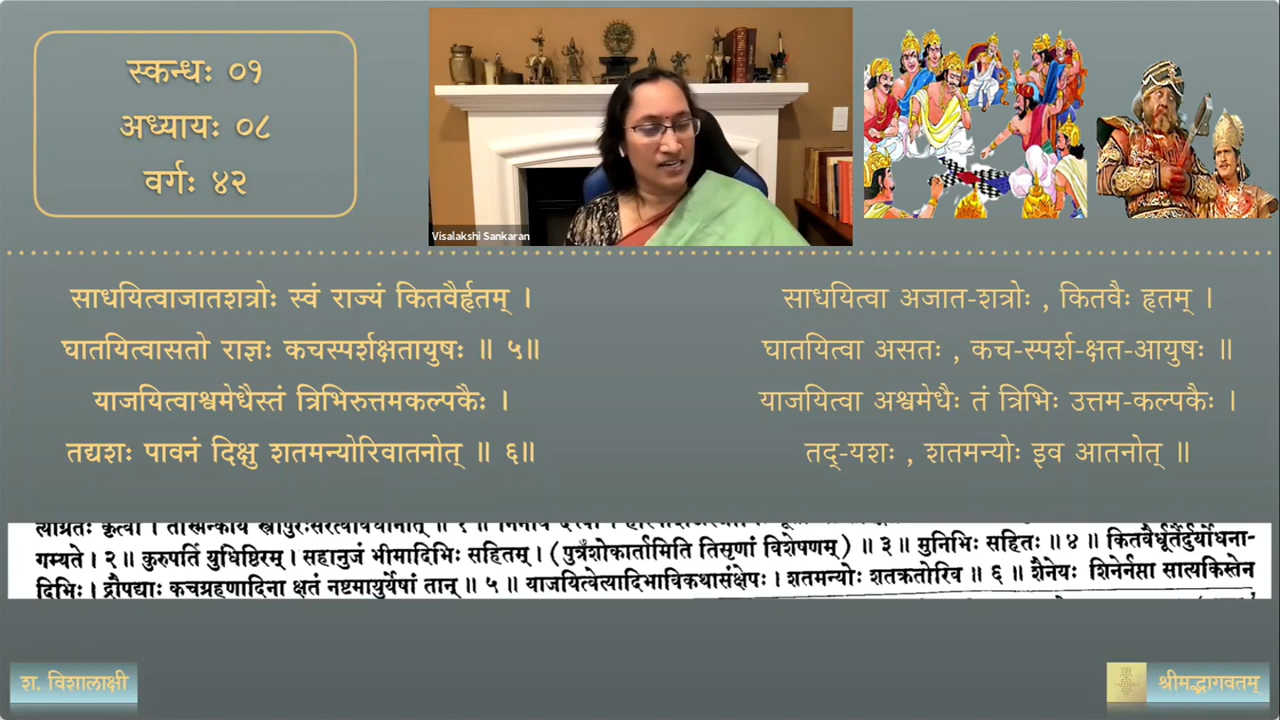 स्कन्धः ०१
अध्यायः ०८
वर्गः ४२
Visalakshi Sankaran
साधयित्वाजातशत्रोः स्वं राज्यं कितवैर्हृतम् ।
घातयित्वासतो राज्ञः कचस्पर्शक्षतायुषः ॥ ५॥
याजयित्वाश्वमेधैस्तं त्रिभिरुत्तमकल्पकैः ।
तद्यशः पावनं दिक्षु शतमन्योरिवातनोत् ॥ ६॥
साधयित्वा अजात-शत्रोः , कितवैः हृतम् ।
घातयित्वा असतः , कच-स्पर्श-क्षत-आयुषः ॥
याजयित्वा अश्वमेधैः तं त्रिभिः उत्तम-कल्पकैः ।
तद्-यशः , शतमन्योः इव आतनोत् ॥
गम्यते । २ ॥ कुरुपतिं युधिष्ठिरम् । सहानुजं भीमादिभिः सहितम् । (पुत्रशोकार्तामिति तिसृणां विशेषणम्) ॥ ३ ॥ मुनिभिः सहितः ॥ ४ ॥ कितवैर्धूर्तैर्दुर्योधना-
दिभिः । द्रौपद्याः कचग्रहणादिना क्षतं नष्टमायुर्येषां तान् ॥ ५ ॥ याजयित्वेत्यादिभाविकथासंक्षेपः । शतमन्योः शतक्रतोरिव ॥ ६ ॥ शैनेयः शिनेर्नप्ता सात्यकिस्तेन
श. विशालाक्षी
श्रीमद्भागवतम्